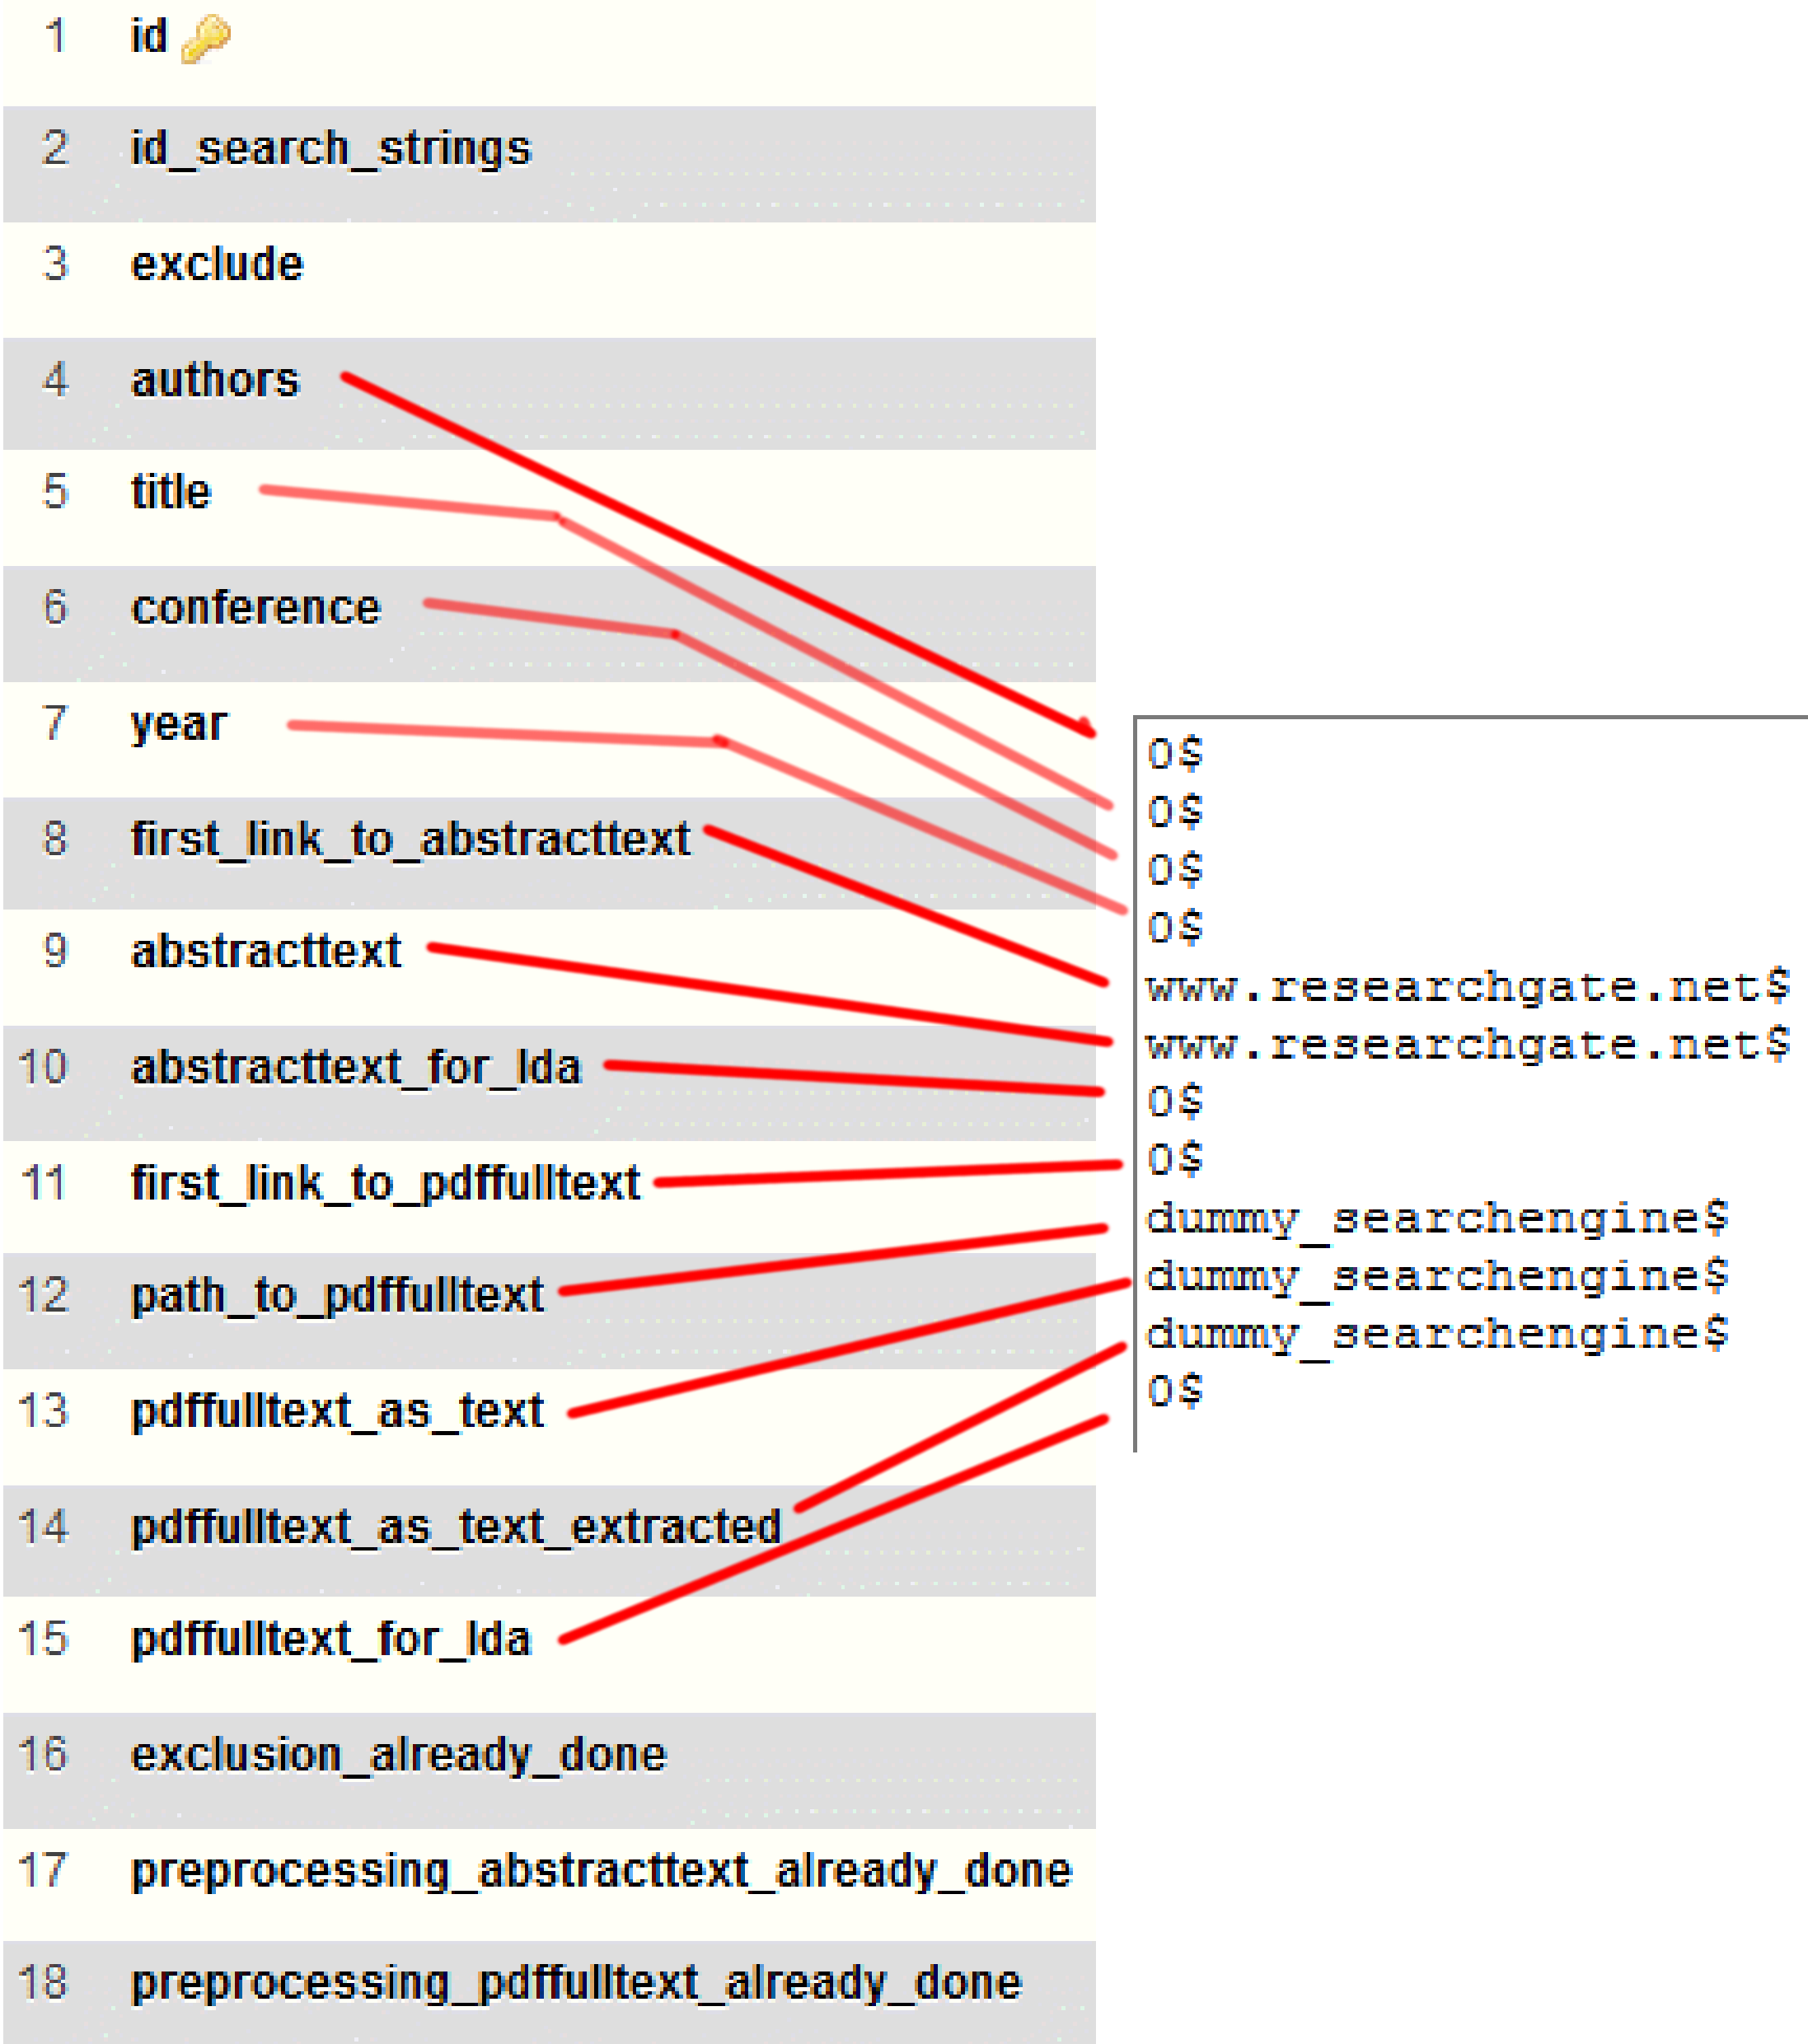 1 id
2 id_search_strings
3 exclude
4 authors
5 title
6 conference
7 year
8 first_link_to_abstracttext
9 abstracttext
10 abstracttext_for_lda
11 first_link_to_pdffulltext
12 path_to_pdffulltext
13 pdffulltext_as_text
14 pdffulltext_as_text_extracted
15 pdffulltext_for_lda
16 exclusion_already_done
17 preprocessing_abstracttext_already_done
18 preprocessing_pdffulltext_already_done
0$
0$
0$
0$
www.researchgate.net$
www.researchgate.net$
0$
0$
dummy_searchengine$
dummy_searchengine$
dummy_searchengine$
0$